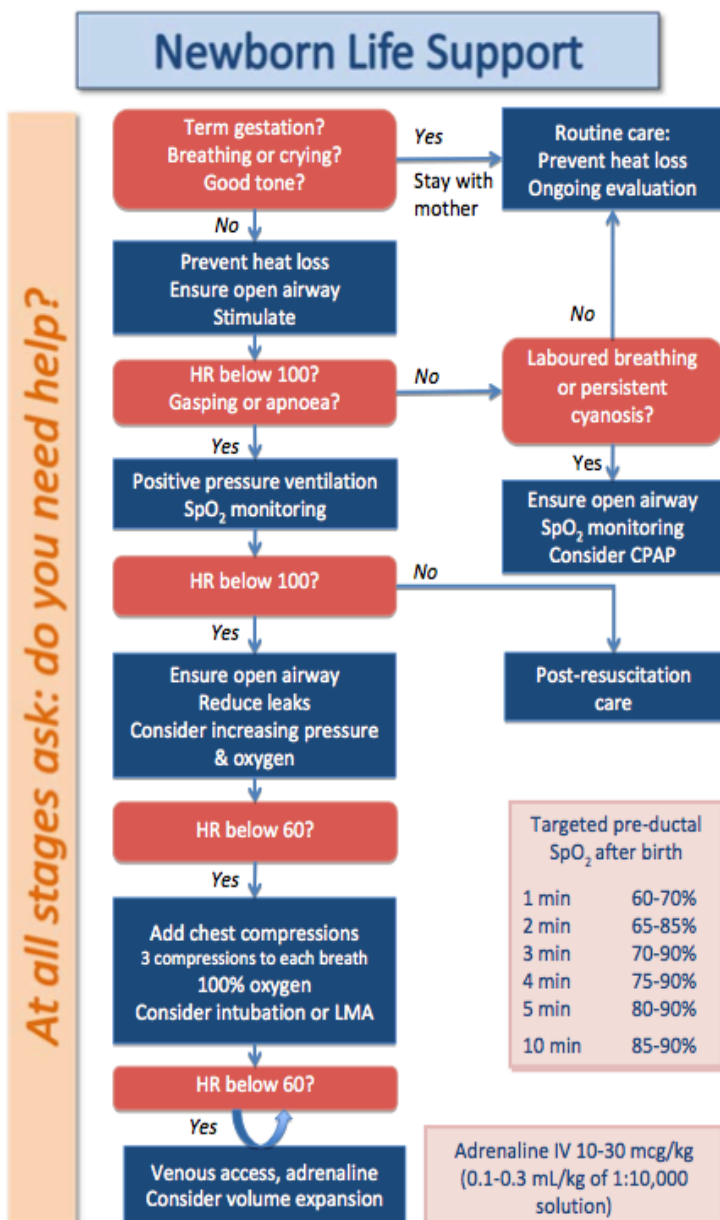 Newborn Life Support
At all stages ask: do you need help?
Term gestation?
Breathing or crying?
Good tone?
Yes
Stay with
mother
Routine care:
Prevent heat loss
Ongoing evaluation
No
Prevent heat loss
Ensure open airway
Stimulate
No
HR below 100?
Gasping or apnoea?
No
Laboured breathing
or persistent
cyanosis?
Yes
Positive pressure ventilation
SpO₂ monitoring
Yes
Ensure open airway
SpO₂ monitoring
Consider CPAP
HR below 100?
No
Yes
Ensure open airway
Reduce leaks
Consider increasing pressure
& oxygen
Post-resuscitation
care
HR below 60?
Yes
Add chest compressions
3 compressions to each breath
100% oxygen
Consider intubation or LMA
HR below 60?
Yes
Venous access, adrenaline
Consider volume expansion
Targeted pre-ductal
SpO₂ after birth
1 min 60-70%
2 min 65-85%
3 min 70-90%
4 min 75-90%
5 min 80-90%
10 min 85-90%
Adrenaline IV 10-30 mcg/kg
(0.1-0.3 mL/kg of 1:10,000
solution)